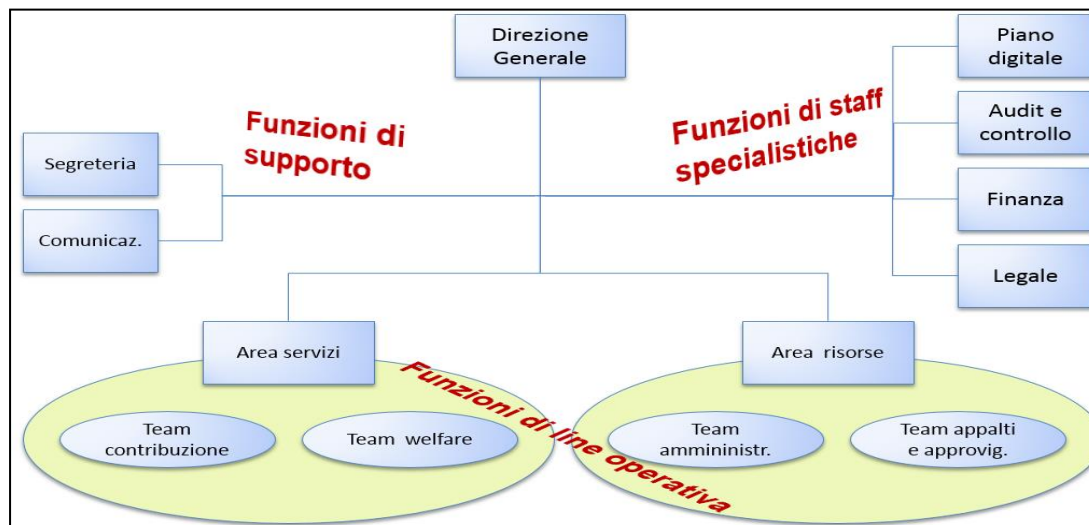 Direzione
Generale
Piano
digitale
Funzioni di
supporto
Funzioni di staff
specialistiche
Audit e
controllo
Segreteria
Finanza
Comunicaz.
Legale
Area servizi
Area risorse
Funzioni di line operativa
Team
contribuzione
Team welfare
Team
ammininistr.
Team appalti
e approvig.